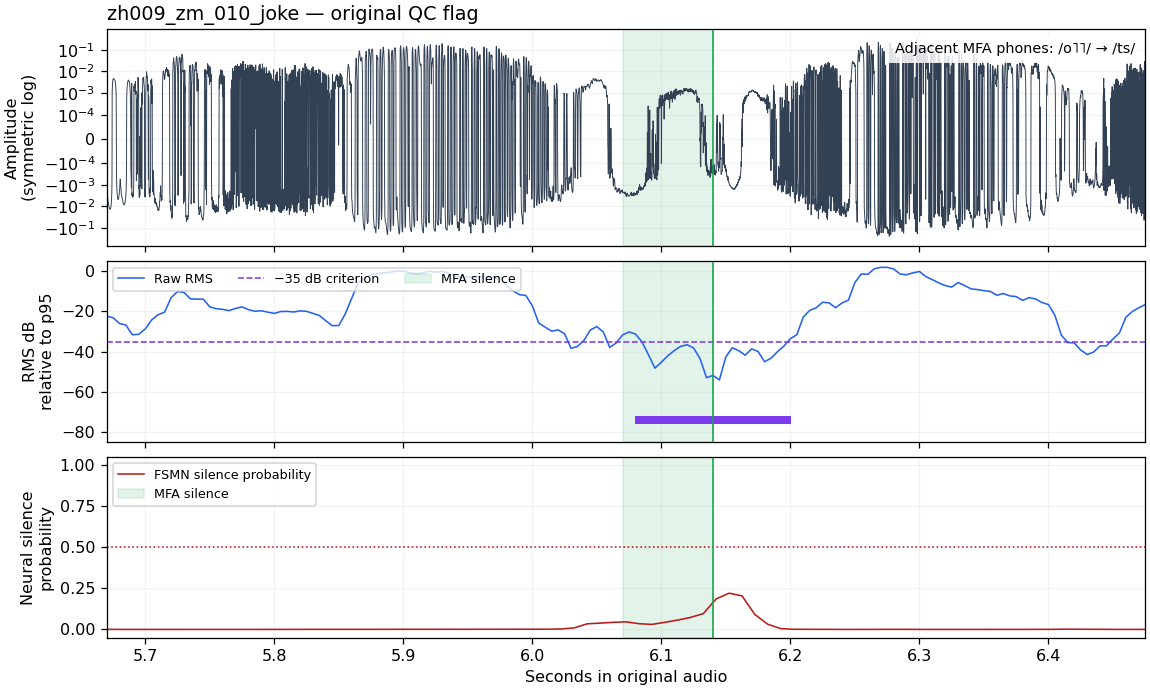 zh009_zm_010_joke — original QC flag
Adjacent MFA phones: /o˥˥/ → /ts/
Amplitude
(symmetric log)
10⁻¹
10⁻²
10⁻³
10⁻⁴
0
−10⁻⁴
−10⁻³
−10⁻²
−10⁻¹
Raw RMS
−35 dB criterion
MFA silence
RMS dB
relative to p95
0
−20
−40
−60
−80
FSMN silence probability
MFA silence
Neural silence
probability
1.00
0.75
0.50
0.25
0.00
5.7 5.8 5.9 6.0 6.1 6.2 6.3 6.4
Seconds in original audio